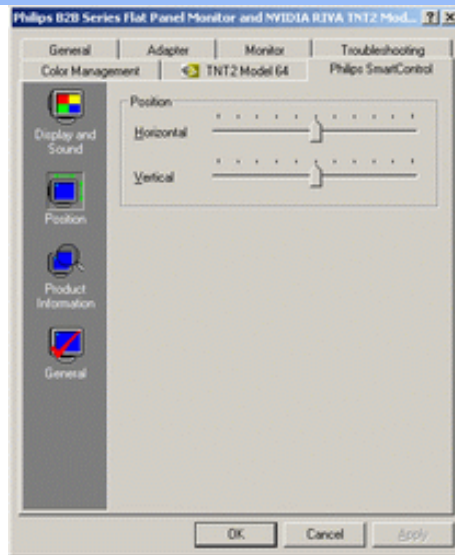 Philips B2B Series Flat Panel Monitor and NVIDIA RIVA TNT2 Mod... ? X
General Adapter Monitor Troubleshooting
Color Management TNT2 Model 64 Philips SmartControl
Position
Horizontal
Vertical
Display and
Sound
Position
Product
Information
General
OK Cancel Apply